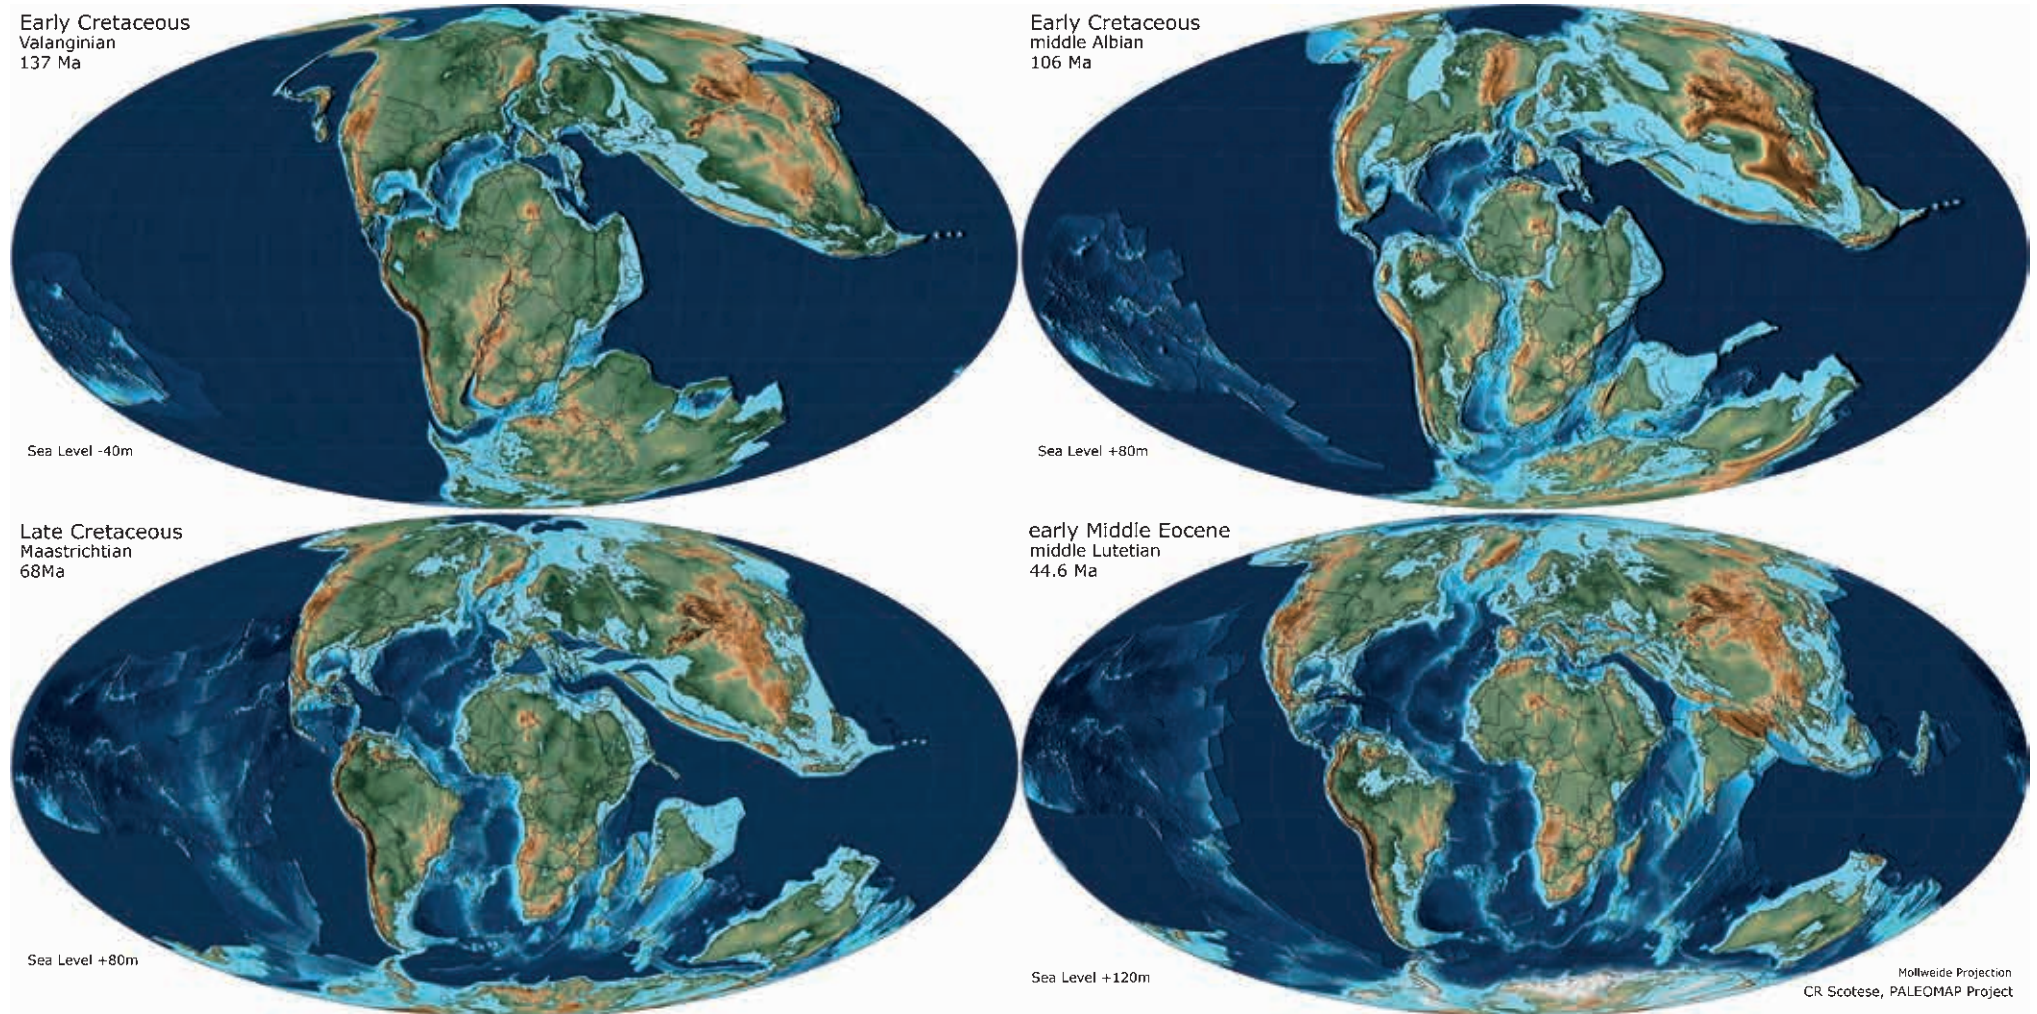 Early Cretaceous
Valanginian
137 Ma
Sea Level -40m
Early Cretaceous
middle Albian
106 Ma
Sea Level +80m
Late Cretaceous
Maastrichtian
68Ma
Sea Level +80m
early Middle Eocene
middle Lutetian
44.6 Ma
Sea Level +120m
Mollweide Projection
CR Scotese, PALEOMAP Project